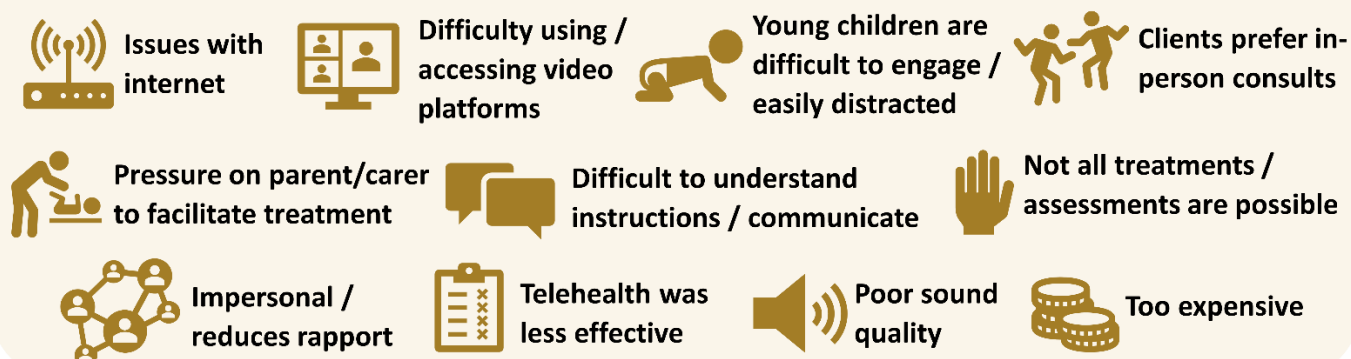 Issues with
internet
Difficulty using /
accessing video
platforms
Young children are
difficult to engage /
easily distracted
Clients prefer in-
person consults
Pressure on parent/carer
to facilitate treatment
Difficult to understand
instructions / communicate
Not all treatments /
assessments are possible
Impersonal /
reduces rapport
Telehealth was
less effective
Poor sound
quality
Too expensive